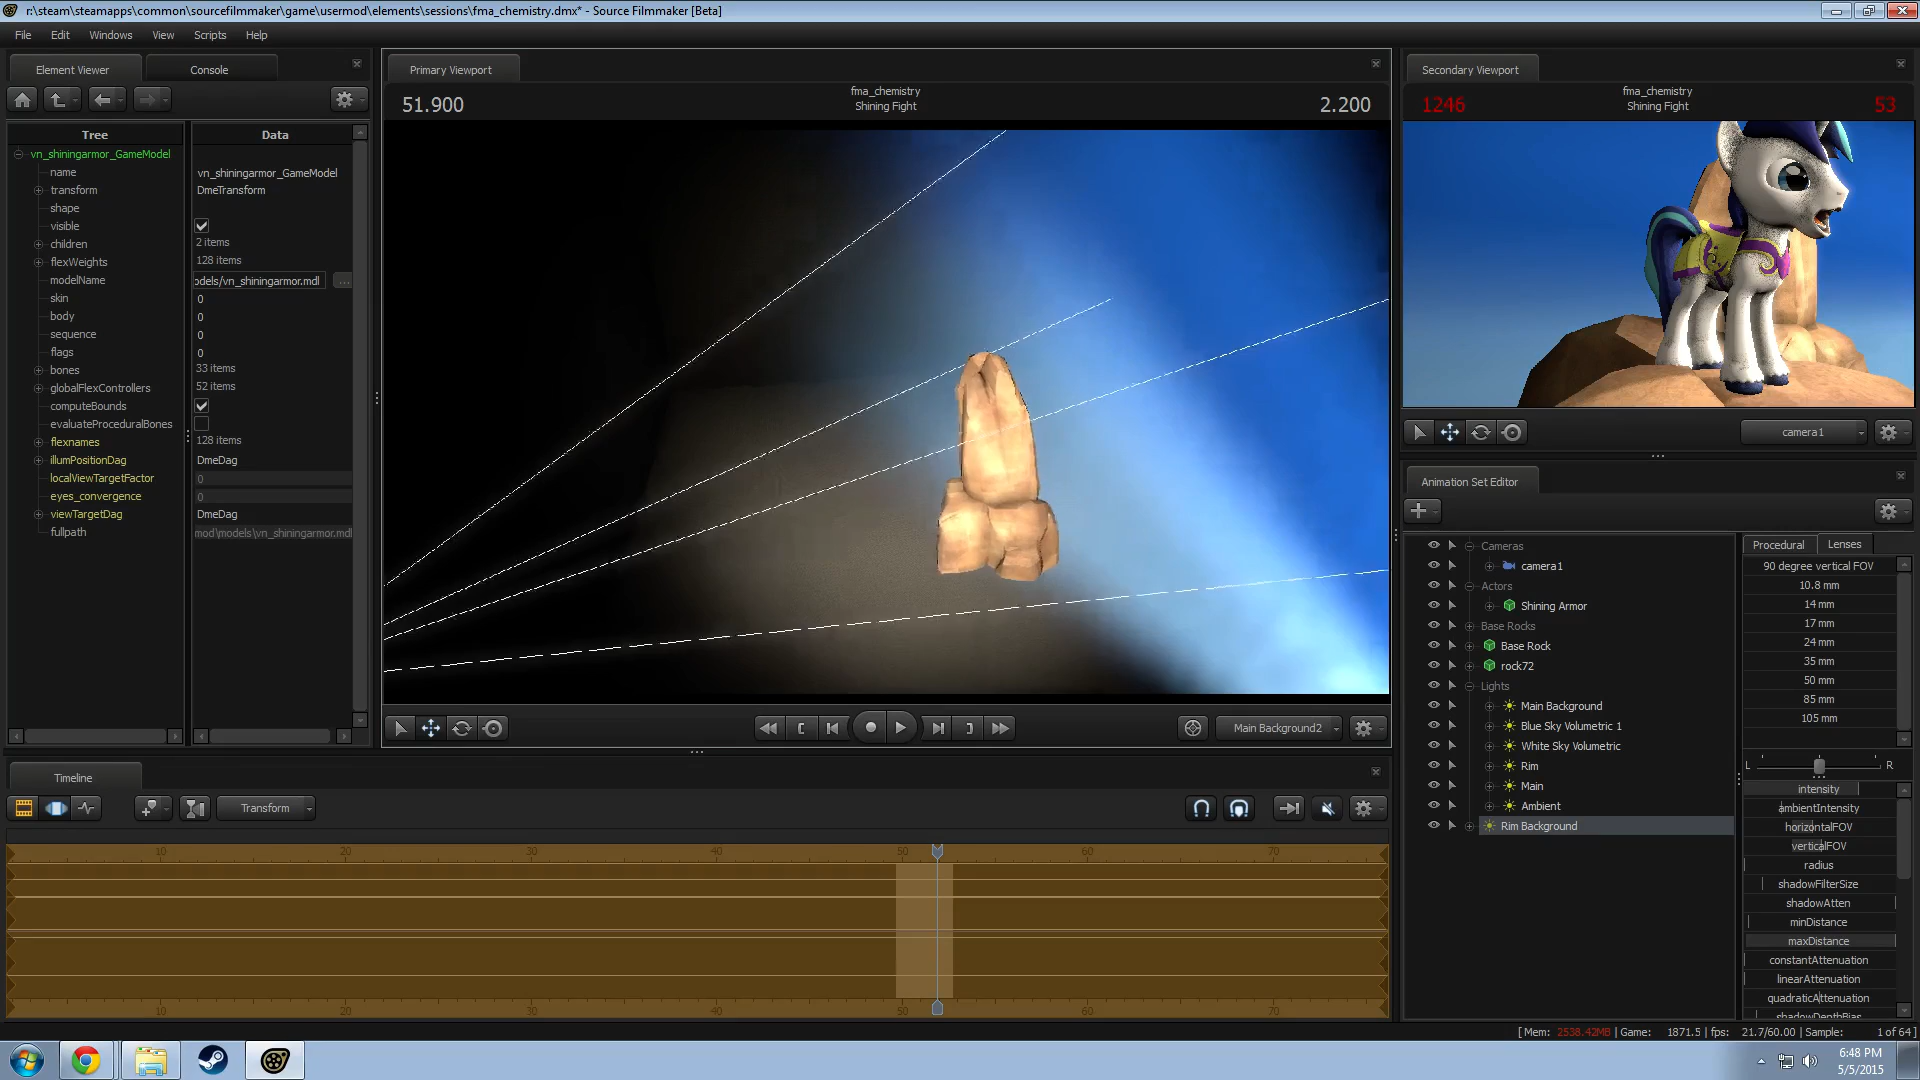 r:\steam\steamapps\common\sourcefilmmaker\game\usermod\elements\sessions\fma_chemistry.dmx* - Source Filmmaker [Beta]
File Edit Windows View Scripts Help
Element Viewer Console
Tree Data
vn_shiningarmor_GameModel
name vn_shiningarmor_GameModel
transform DmeTransform
shape
visible
children 2 items
flexWeights 128 items
modelName odels/vn_shiningarmor.mdl ...
skin 0
body 0
sequence 0
flags 0
bones 33 items
globalFlexControllers 52 items
computeBounds
evaluateProceduralBones
flexnames 128 items
illumPositionDag DmeDag
localViewTargetFactor 0
eyes_convergence 0
viewTargetDag DmeDag
fullpath mod\models\vn_shiningarmor.mdl
Primary Viewport
51.900 fma_chemistry 2.200
Shining Fight
Main Background2
Secondary Viewport
1246 fma_chemistry 53
Shining Fight
camera1
Animation Set Editor
Cameras
camera1
Actors
Shining Armor
Base Rocks
Base Rock
rock72
Lights
Main Background
Blue Sky Volumetric 1
White Sky Volumetric
Rim
Main
Ambient
Rim Background
Procedural Lenses
90 degree vertical FOV
10.8 mm
14 mm
17 mm
24 mm
35 mm
50 mm
85 mm
105 mm
L R
intensity
ambientIntensity
horizontalFOV
verticalFOV
radius
shadowFilterSize
shadowAtten
minDistance
maxDistance
constantAttenuation
linearAttenuation
quadraticAttenuation
shadowDepthBias
Timeline
Transform
10 20 30 40 50 60 70
10 20 30 40 50 60 70
[ Mem: 2538.42MB | Game: 1871.5 | fps: 21.7/60.00 | Sample: 1 of 64 ]
6:48 PM
5/5/2015